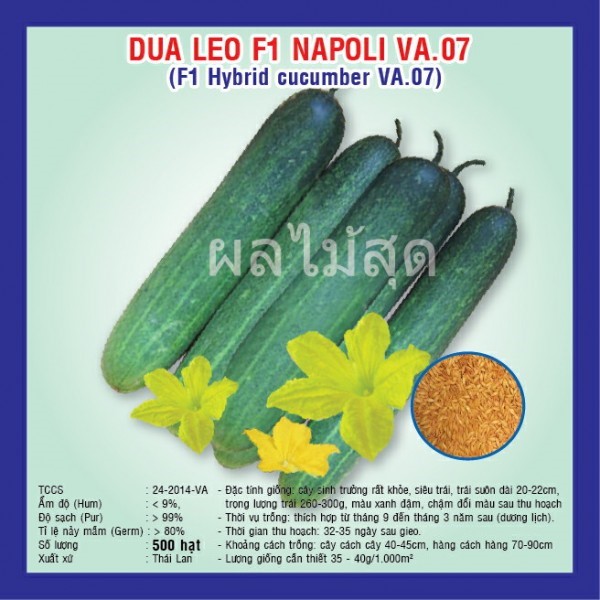 DUA LEO F1 NAPOLI VA.07
(F1 Hybrid cucumber VA.07)
ผลไม้สุด
TCCS : 24-2014-VA
Ẩm độ (Hum) : < 9%,
Độ sạch (Pur) : > 99%
Tỉ lệ nảy mầm (Germ) : > 80%
Số lượng : 500 hạt
Xuất xứ : Thái Lan
- Đặc tính giống: cây sinh trưởng rất khỏe, siêu trái, trái suôn dài 20-22cm,
trọng lượng trái 260-300g, màu xanh đậm, chậm đổi màu sau thu hoạch
- Thời vụ trồng: thích hợp từ tháng 9 đến tháng 3 năm sau (dương lịch).
- Thời gian thu hoạch: 32-35 ngày sau gieo.
- Khoảng cách trồng: cây cách cây 40-45cm, hàng cách hàng 70-90cm
- Lượng giống cần thiết 35 - 40g/1.000m²